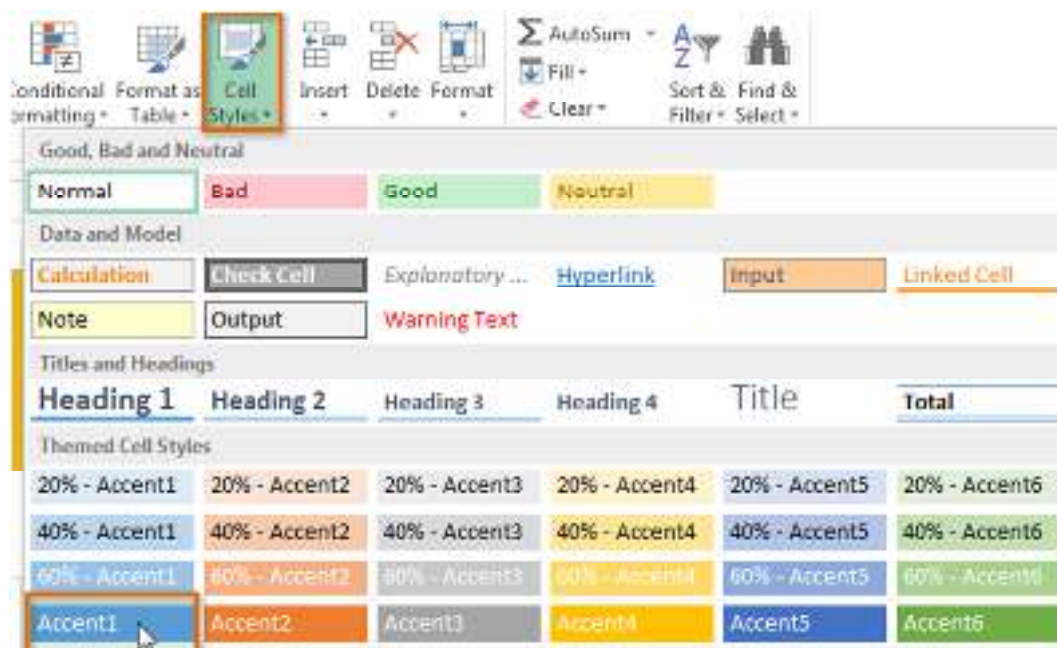 AutoSum
Fill
Clear
onditional Format as Cell Insert Delete Format Sort & Find &
rmatting Table Styles Filter Select
Good, Bad and Neutral
Normal Bad Good Neutral
Data and Model
Calculation Check Cell Explanatory ... Hyperlink Input Linked Cell
Note Output Warning Text
Titles and Headings
Heading 1 Heading 2 Heading 3 Heading 4 Title Total
Themed Cell Styles
20% - Accent1 20% - Accent2 20% - Accent3 20% - Accent4 20% - Accent5 20% - Accent6
40% - Accent1 40% - Accent2 40% - Accent3 40% - Accent4 40% - Accent5 40% - Accent6
60% - Accent1 60% - Accent2 60% - Accent3 60% - Accent4 60% - Accent5 60% - Accent6
Accent1 Accent2 Accent3 Accent4 Accent5 Accent6